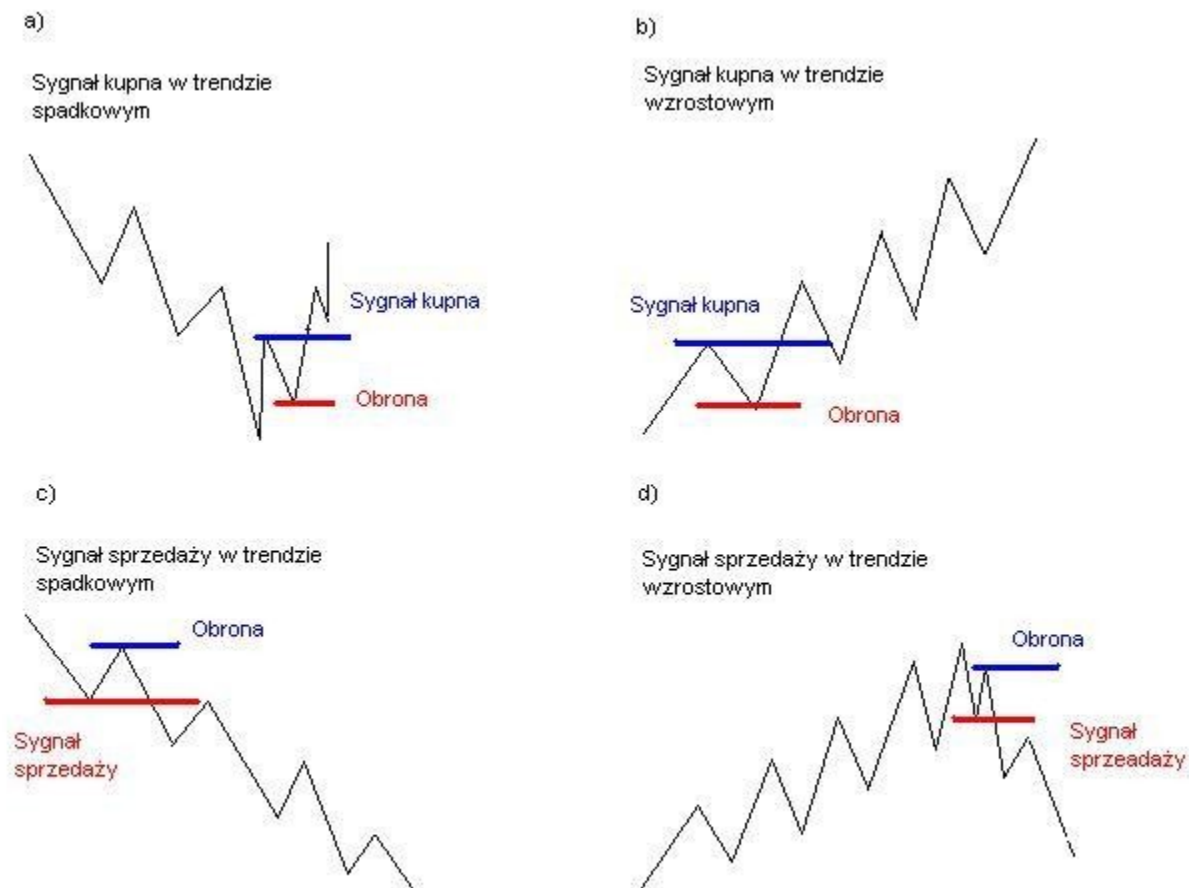 a)
Sygnał kupna w trendzie
spadkowym
Sygnał kupna
Obrona
b)
Sygnał kupna w trendzie
wzrostowym
Sygnał kupna
Obrona
c)
Sygnał sprzedaży w trendzie
spadkowym
Obrona
Sygnał
sprzedaży
d)
Sygnał sprzedaży w trendzie
wzrostowym
Obrona
Sygnał
sprzeadaży